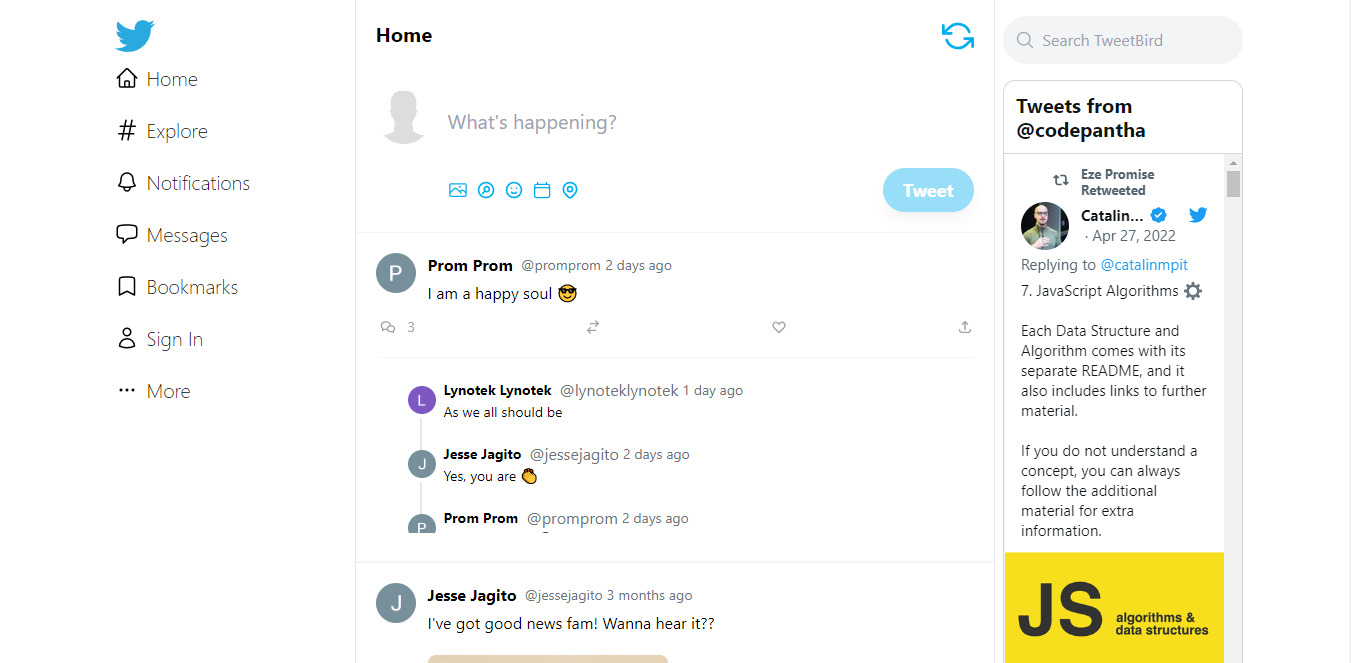 Home
Explore
Notifications
Messages
Bookmarks
Sign In
More
Home
What's happening?
Tweet
P
Prom Prom @promprom 2 days ago
I am a happy soul 😎
3
L
Lynotek Lynotek @lynoteklynotek 1 day ago
As we all should be
J
Jesse Jagito @jessejagito 2 days ago
Yes, you are 👏
P
Prom Prom @promprom 2 days ago
J
Jesse Jagito @jessejagito 3 months ago
I've got good news fam! Wanna hear it??
Search TweetBird
Tweets from
@codepantha
Eze Promise
Retweeted
Catalin...
· Apr 27, 2022
Replying to @catalinmpit
7. JavaScript Algorithms ⚙️
Each Data Structure and
Algorithm comes with its
separate README, and it
also includes links to further
material.
If you do not understand a
concept, you can always
follow the additional
material for extra
information.
JS
algorithms &
data structures